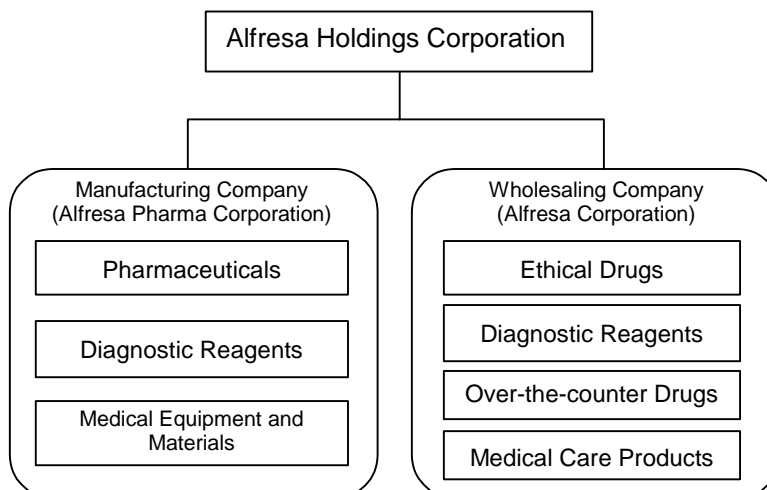 Alfresa Holdings Corporation
Manufacturing Company
(Alfresa Pharma Corporation)
Pharmaceuticals
Diagnostic Reagents
Medical Equipment and
Materials
Wholesaling Company
(Alfresa Corporation)
Ethical Drugs
Diagnostic Reagents
Over-the-counter Drugs
Medical Care Products